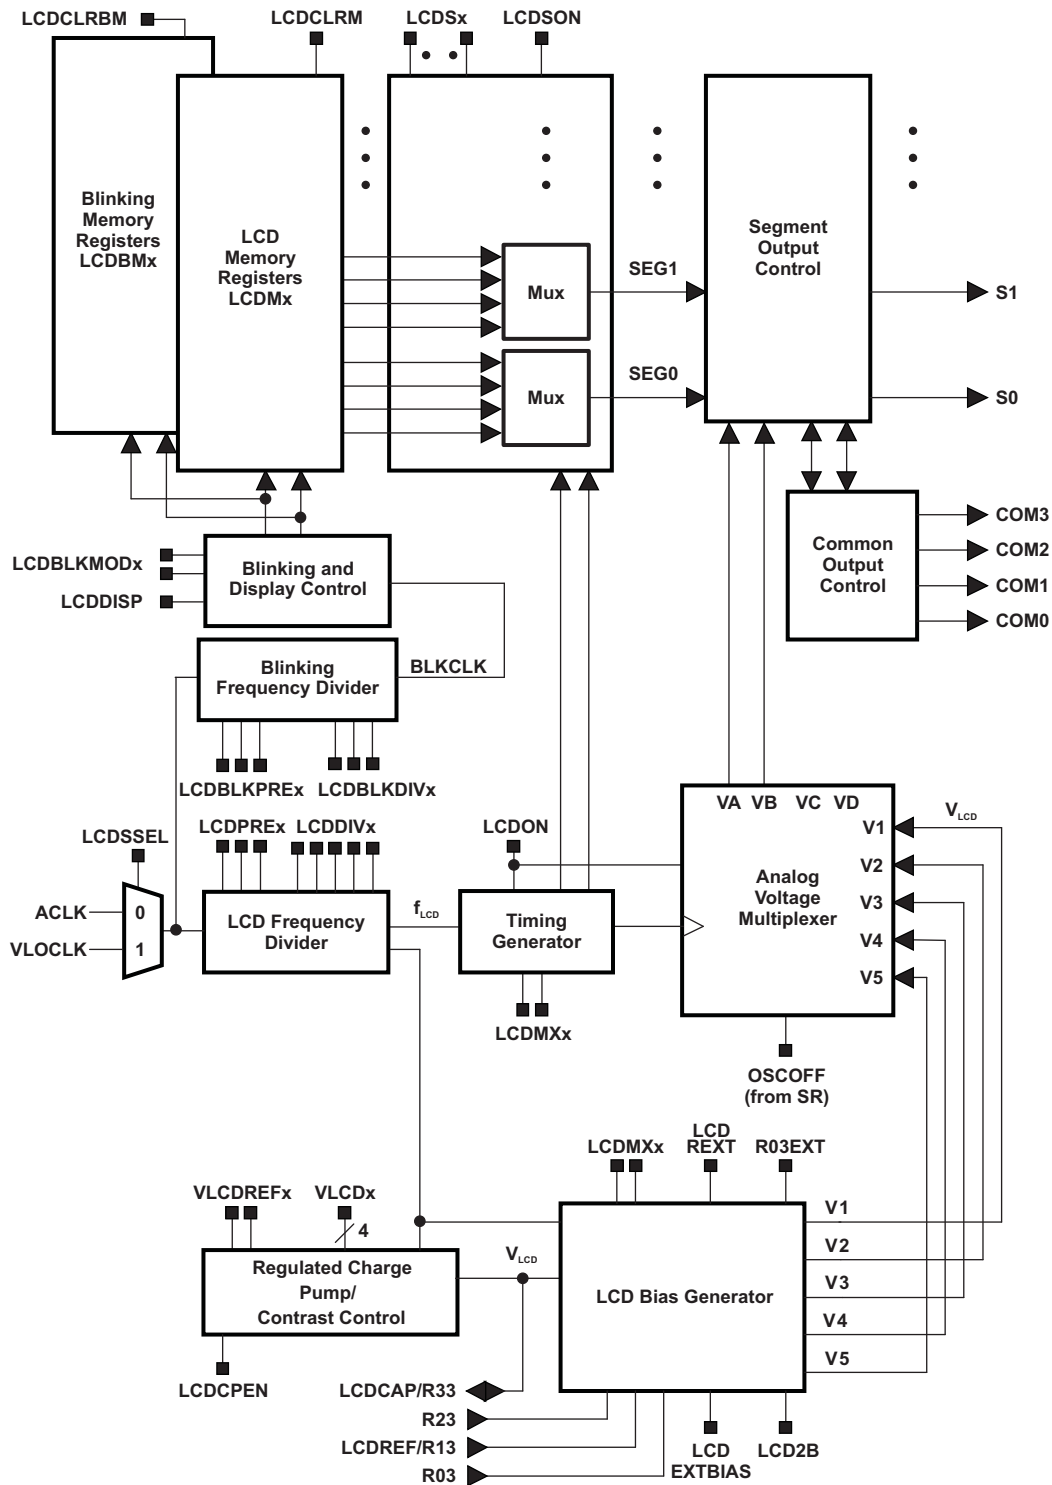 LCDCLRBM
LCDCLRM
LCDSx
LCDSON
Blinking
Memory
Registers
LCDBMx
LCD
Memory
Registers
LCDMx
Mux
SEG1
Mux
SEG0
Segment
Output
Control
S1
S0
Common
Output
Control
COM3
COM2
COM1
COM0
LCDBLKMODx
LCDDISP
Blinking and
Display Control
Blinking
Frequency Divider
BLKCLK
LCDBLKPREx
LCDBLKDIVx
LCDSSEL
ACLK
VLOCLK
0
1
LCDPREx
LCDDIVx
LCD Frequency
Divider
fLCD
LCDON
Timing
Generator
LCDMXx
VA VB VC VD
Analog
Voltage
Multiplexer
V1
V2
V3
V4
V5
VLCD
OSCOFF
(from SR)
LCDMXx
LCD
REXT
R03EXT
VLCDREFx
VLCDx
4
Regulated Charge
Pump/
Contrast Control
LCDCPEN
VLCD
LCD Bias Generator
V1
V2
V3
V4
V5
LCDCAP/R33
R23
LCDREF/R13
R03
LCD
EXTBIAS
LCD2B